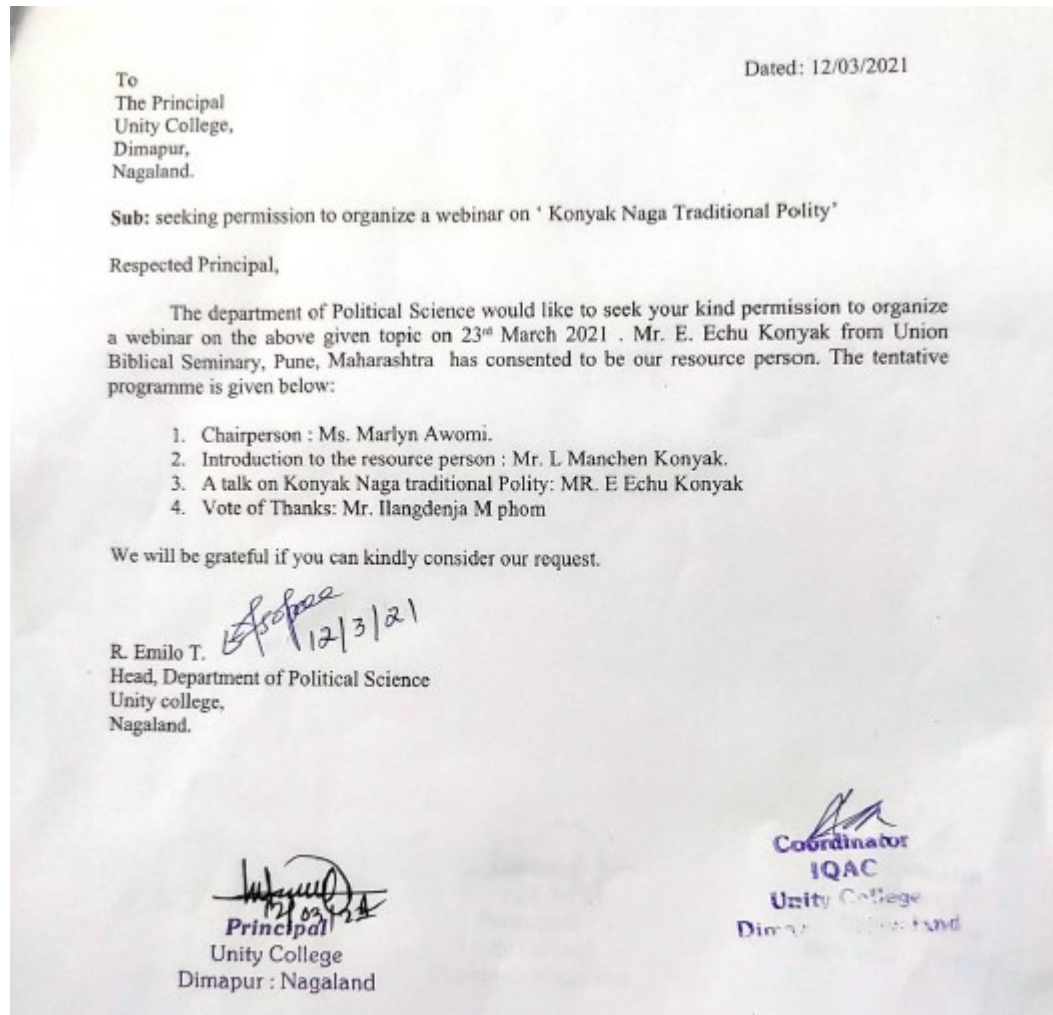 Dated: 12/03/2021
To
The Principal
Unity College,
Dimapur,
Nagaland.
Sub: seeking permission to organize a webinar on ‘ Konyak Naga Traditional Polity’
Respected Principal,
The department of Political Science would like to seek your kind permission to organize
a webinar on the above given topic on 23rd March 2021 . Mr. E. Echu Konyak from Union
Biblical Seminary, Pune, Maharashtra has consented to be our resource person. The tentative
programme is given below:
1. Chairperson : Ms. Marlyn Awomi.
2. Introduction to the resource person : Mr. L Manchen Konyak.
3. A talk on Konyak Naga traditional Polity: MR. E Echu Konyak
4. Vote of Thanks: Mr. Ilangdenja M phom
We will be grateful if you can kindly consider our request.
12/3/21
R. Emilo T.
Head, Department of Political Science
Unity college,
Nagaland.
Coordinator
IQAC
Unity College
12/03/21
Principal
Unity College
Dimapur : Nagaland